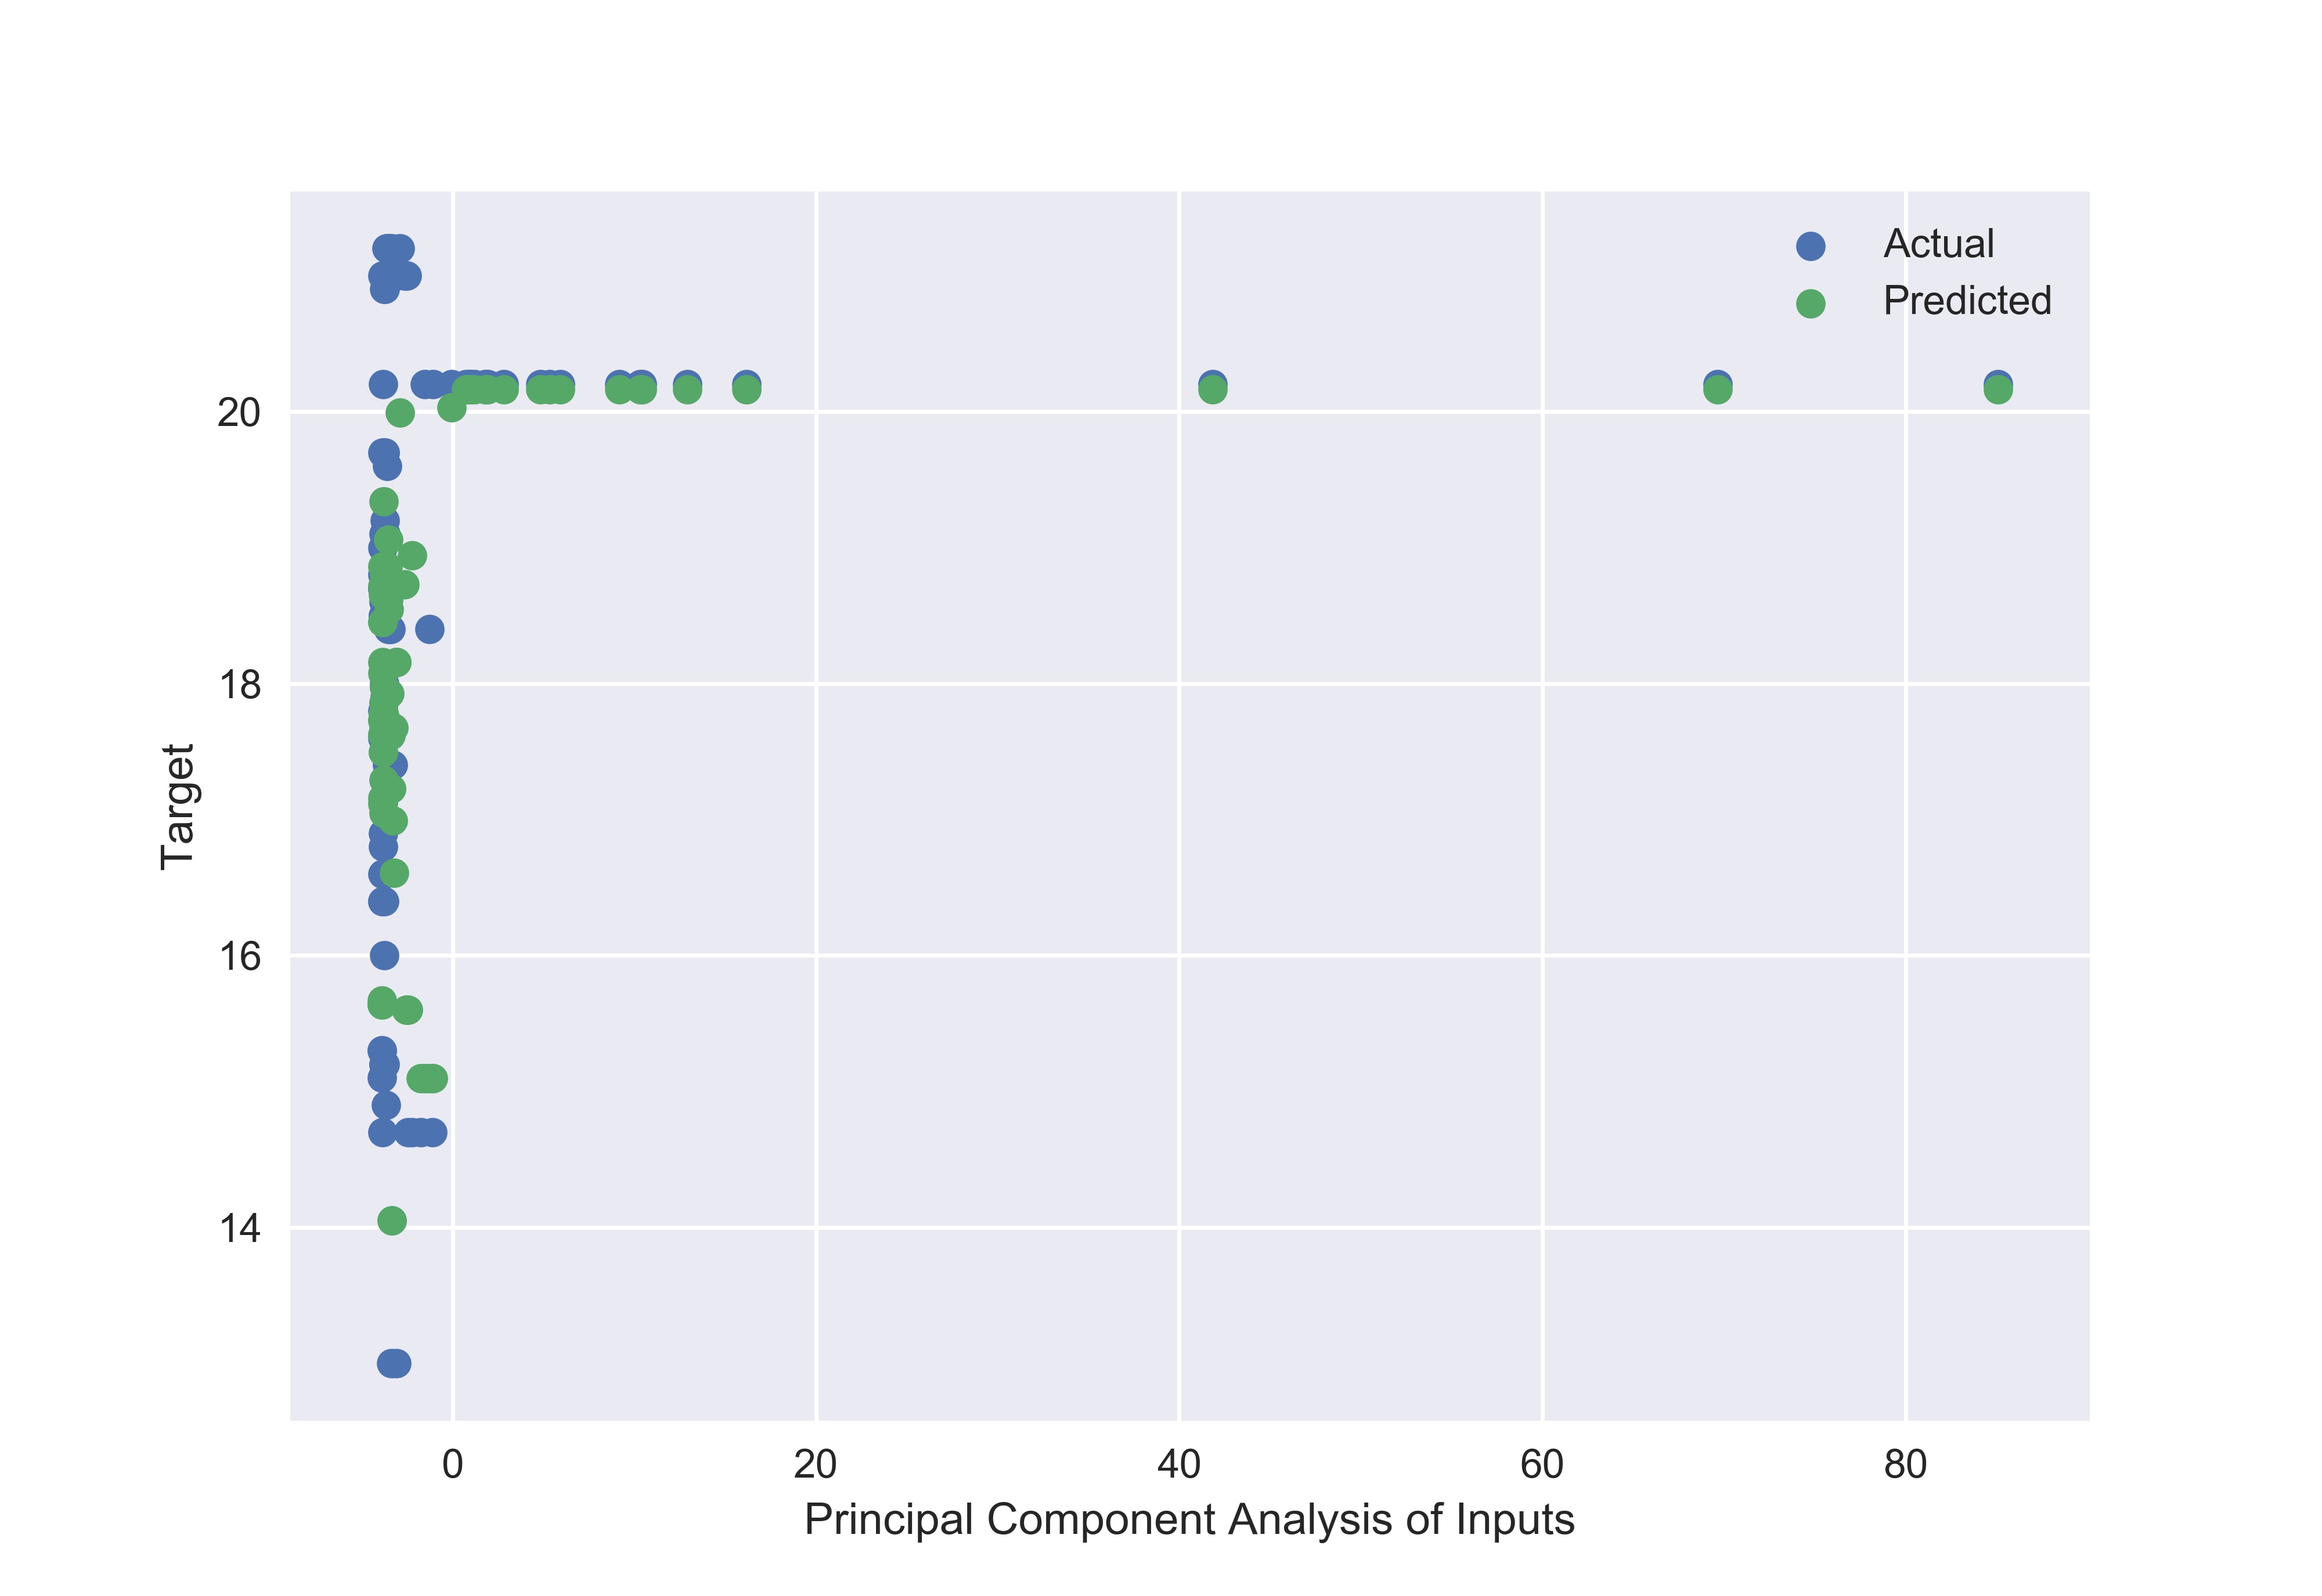 Actual
Predicted
20
18
16
14
Target
0 20 40 60 80
Principal Component Analysis of Inputs